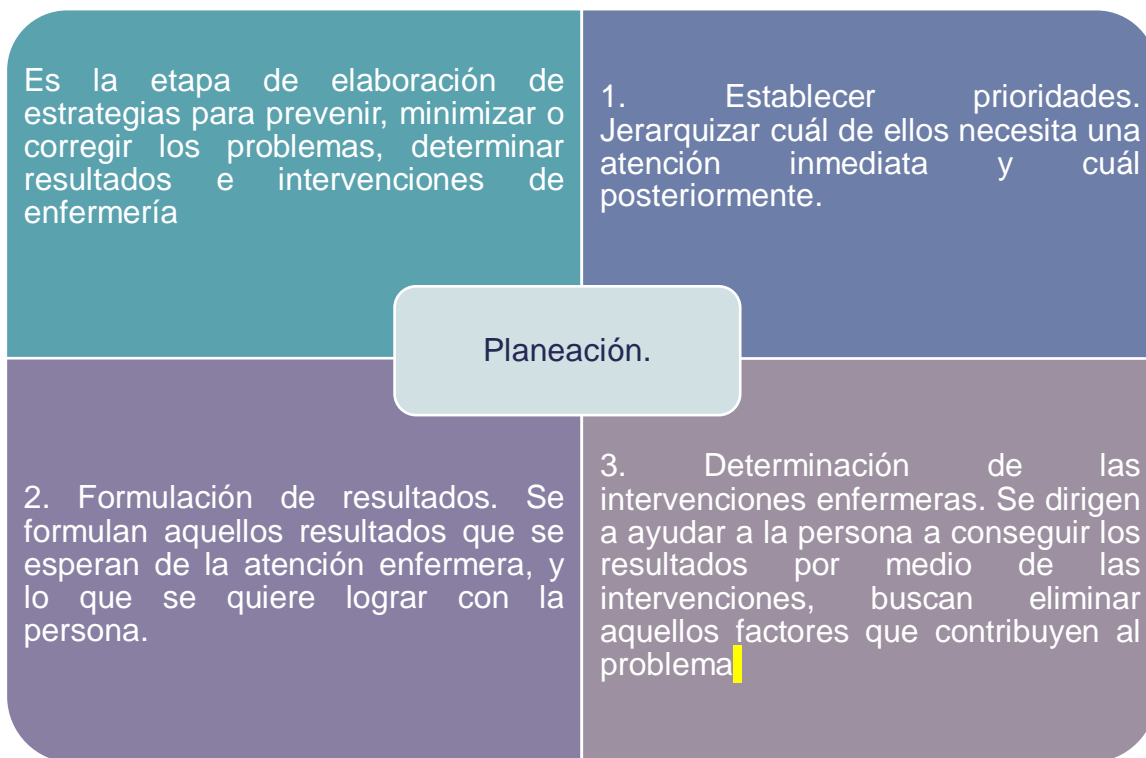 Es la etapa de elaboración de
estrategias para prevenir, minimizar o
corregir los problemas, determinar
resultados e intervenciones de
enfermería
1. Establecer prioridades.
Jerarquizar cuál de ellos necesita una
atención inmediata y cuál
posteriormente.
Planeación.
2. Formulación de resultados. Se
formulan aquellos resultados que se
esperan de la atención enfermera, y
lo que se quiere lograr con la
persona.
3. Determinación de las
intervenciones enfermeras. Se dirigen
a ayudar a la persona a conseguir los
resultados por medio de las
intervenciones, buscan eliminar
aquellos factores que contribuyen al
problema